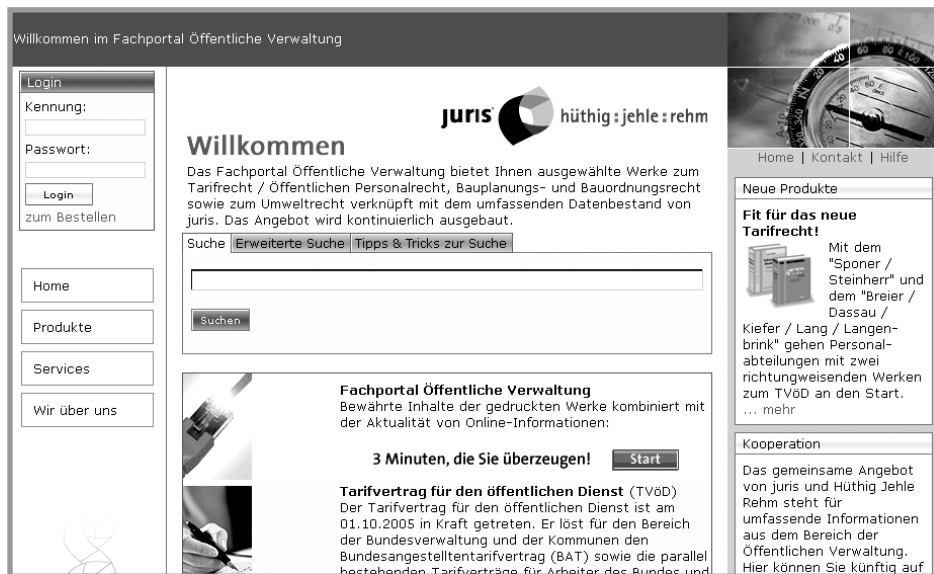 Willkommen im Fachportal Öffentliche Verwaltung
Login
Kennung:
Passwort:
Login
zum Bestellen
Home
Produkte
Services
Wir über uns
juris hüthig : jehle : rehm
Willkommen
Das Fachportal Öffentliche Verwaltung bietet Ihnen ausgewählte Werke zum
Tarifrecht / Öffentlichen Personalrecht, Bauplanungs- und Bauordnungsrecht
sowie zum Umweltrecht verknüpft mit dem umfassenden Datenbestand von
juris. Das Angebot wird kontinuierlich ausgebaut.
Suche Erweiterte Suche Tipps & Tricks zur Suche
Suchen
Fachportal Öffentliche Verwaltung
Bewährte Inhalte der gedruckten Werke kombiniert mit
der Aktualität von Online-Informationen:
3 Minuten, die Sie überzeugen! Start
Tarifvertrag für den öffentlichen Dienst (TVöD)
Der Tarifvertrag für den öffentlichen Dienst ist am
01.10.2005 in Kraft getreten. Er löst für den Bereich
der Bundesverwaltung und der Kommunen den
Bundesangestelltentarifvertrag (BAT) sowie die parallel
bestehenden Tarifverträge für Arbeiter des Bundes und
Home | Kontakt | Hilfe
Neue Produkte
Fit für das neue
Tarifrecht!
Mit dem
"Sponer /
Steinherr" und
dem "Breier /
Dassau /
Kiefer / Lang / Langen-
brink" gehen Personal-
abteilungen mit zwei
richtungweisenden Werken
zum TVöD an den Start.
... mehr
Kooperation
Das gemeinsame Angebot
von juris und Hüthig Jehle
Rehm steht für
umfassende Informationen
aus dem Bereich der
Öffentlichen Verwaltung.
Hier können Sie künftig auf